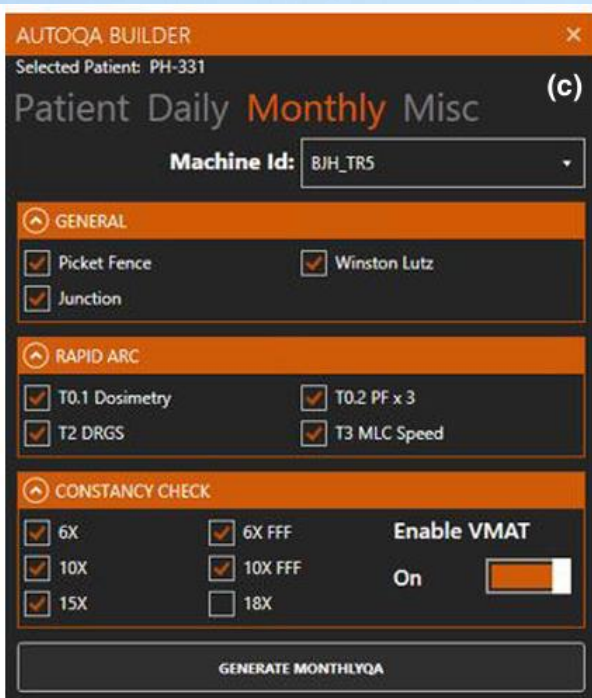 AUTOQA BUILDER
Selected Patient: PH-331
(c)
Patient Daily Monthly Misc
Machine Id: BJH_TR5
GENERAL
Picket Fence Winston Lutz
Junction
RAPID ARC
T0.1 Dosimetry T0.2 PF x 3
T2 DRGS T3 MLC Speed
CONSTANCY CHECK
6X 6X FFF Enable VMAT
10X 10X FFF On
15X 18X
GENERATE MONTHLYQA